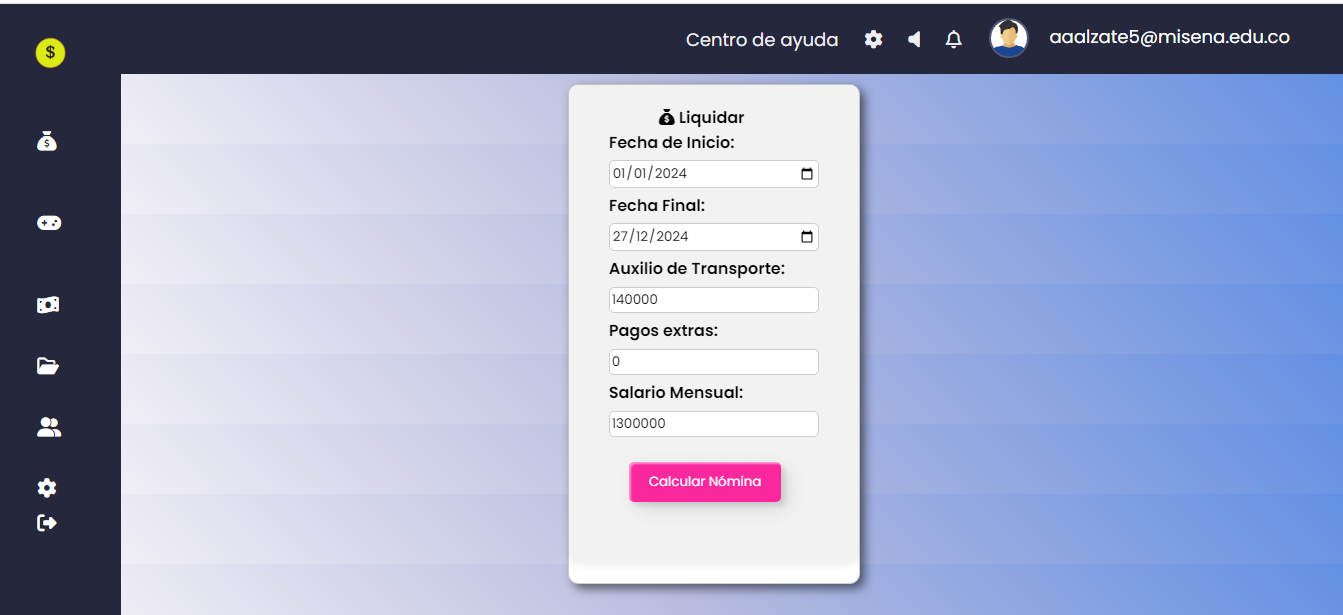 Centro de ayuda
aaalzate5@misena.edu.co
$
$
Liquidar
Fecha de Inicio:
01/01/2024
Fecha Final:
27/12/2024
Auxilio de Transporte:
140000
Pagos extras:
0
Salario Mensual:
1300000
Calcular Nómina